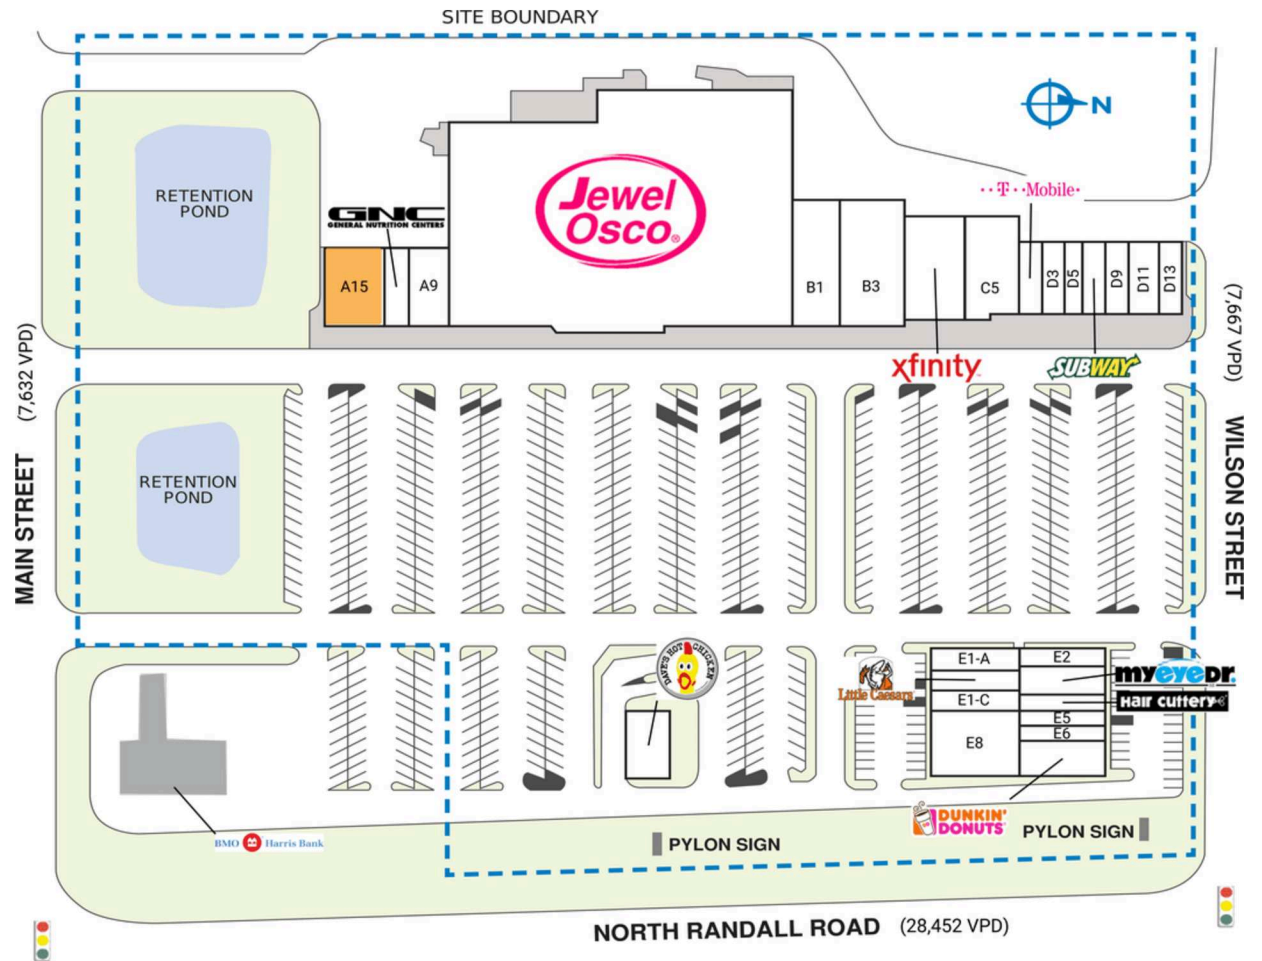 SITE BOUNDARY
N
T Mobile
RETENTION
POND
GNC
GENERAL NUTRITION CENTERS
Jewel
Osco®
A15
A9
B1
B3
C5
D3
D5
D9
D11
D13
(7,632 VPD)
MAIN STREET
(7,667 VPD)
WILSON STREET
xfinity
SUBWAY
RETENTION
POND
DAVE'S HOT CHICKEN
Little Caesars
E1-A
E2
myeyeDr.
E1-C
Hair Cuttery
E5
E6
E8
BMO Harris Bank
DUNKIN'
DONUTS
PYLON SIGN
PYLON SIGN
NORTH RANDALL ROAD (28,452 VPD)